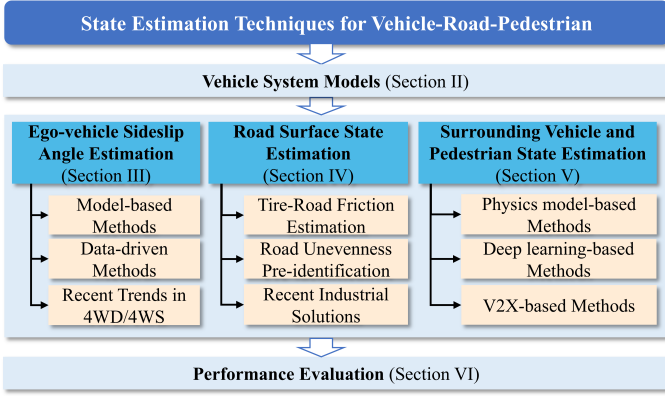 State Estimation Techniques for Vehicle-Road-Pedestrian
Vehicle System Models (Section II)
Ego-vehicle Sideslip
Angle Estimation
(Section III)
Model-based
Methods
Data-driven
Methods
Recent Trends in
4WD/4WS
Road Surface State
Estimation
(Section IV)
Tire-Road Friction
Estimation
Road Unevenness
Pre-identification
Recent Industrial
Solutions
Surrounding Vehicle and
Pedestrian State Estimation
(Section V)
Physics model-based
Methods
Deep learning-based
Methods
V2X-based Methods
Performance Evaluation (Section VI)